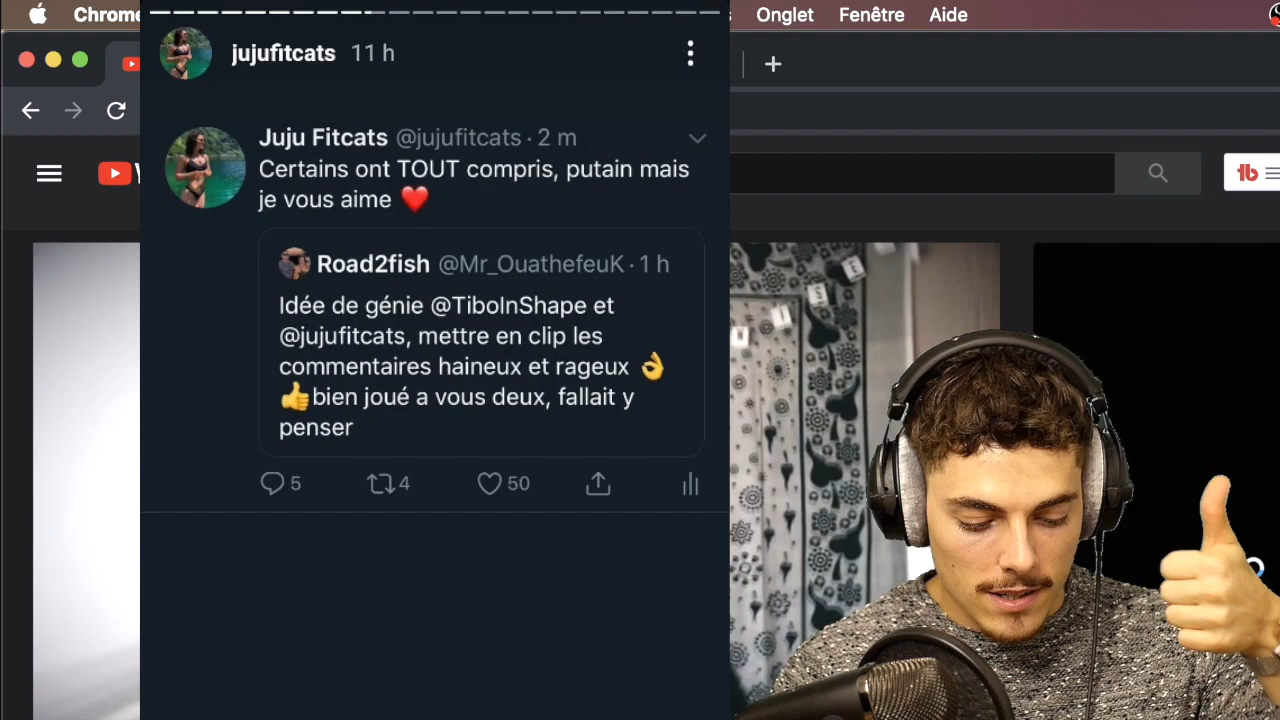 Chrome
Onglet Fenêtre Aide
jujufitcats 11 h
Juju Fitcats @jujufitcats · 2 m
Certains ont TOUT compris, putain mais
je vous aime ❤️
Road2fish @Mr_OuathefeuK · 1 h
Idée de génie @TiboInShape et
@jujufitcats, mettre en clip les
commentaires haineux et rageux 👌
👍bien joué a vous deux, fallait y
penser
5 4 50